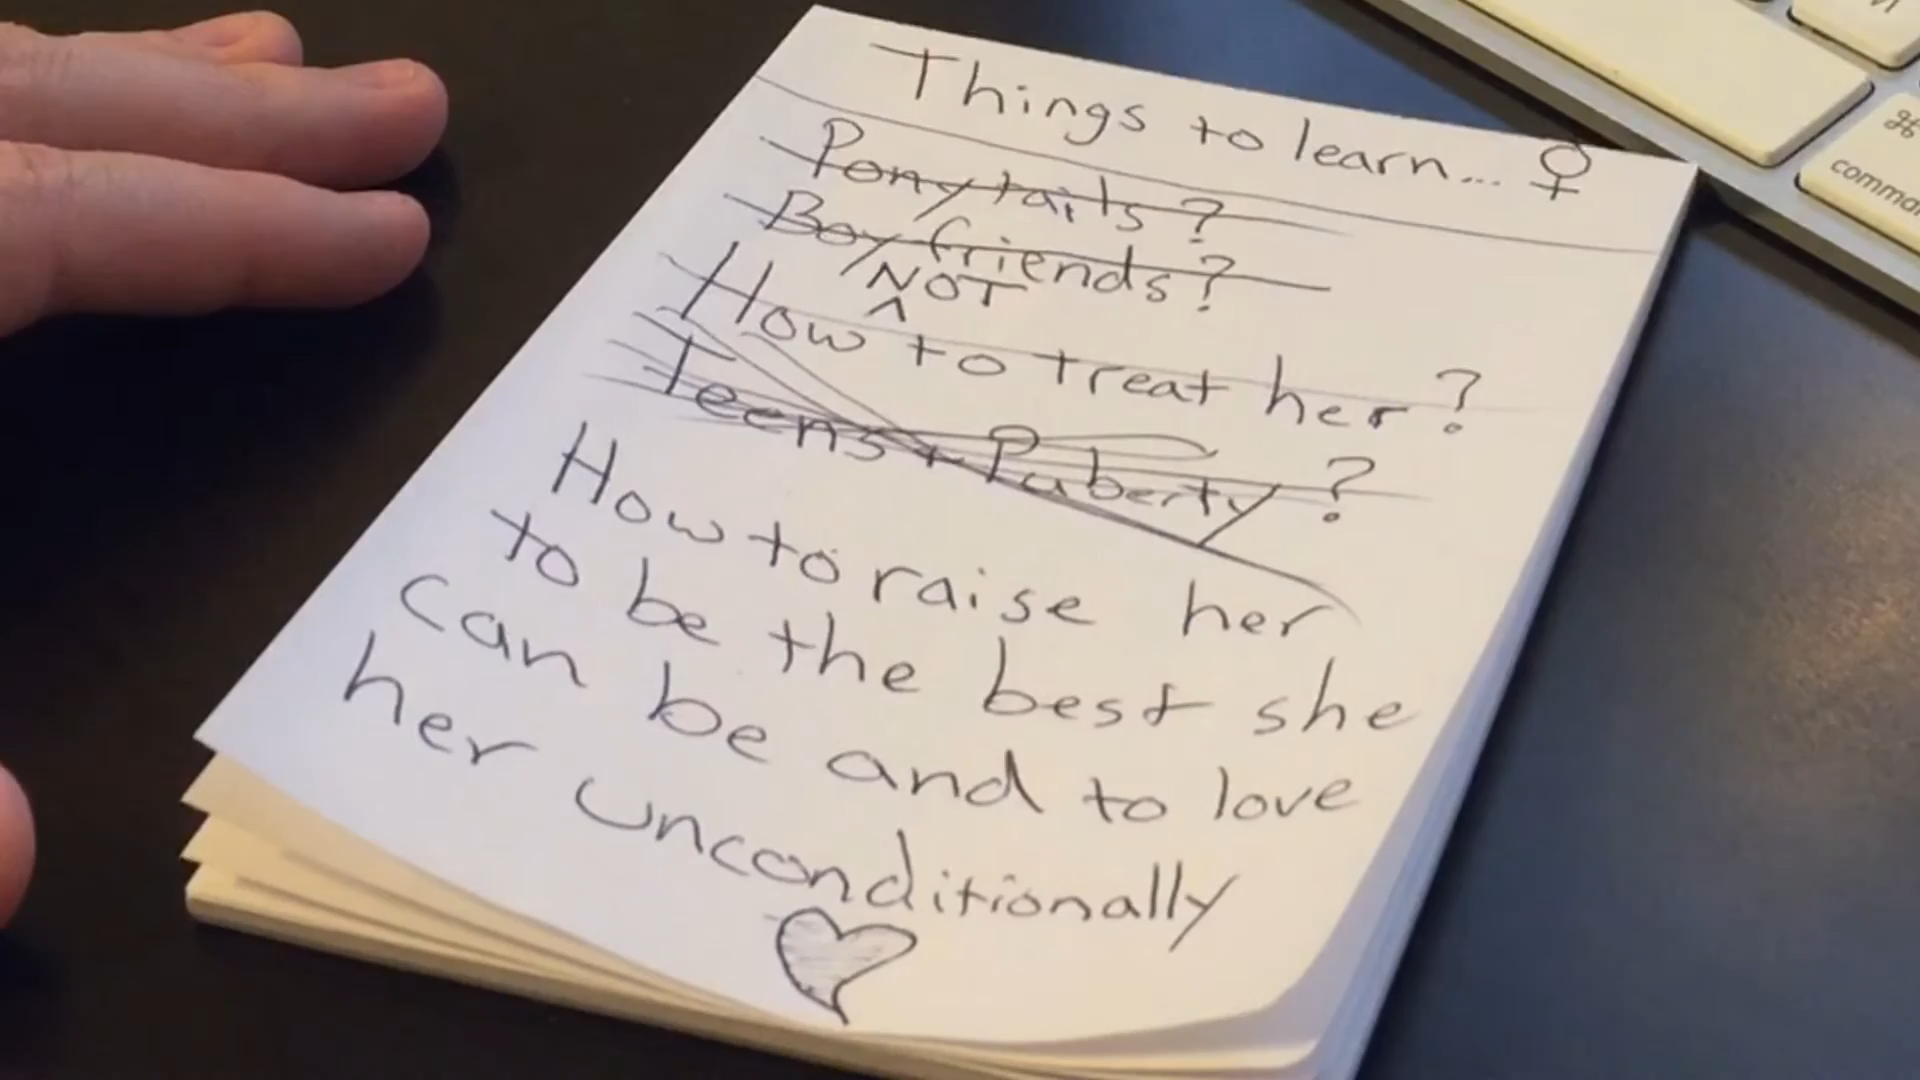 Things to learn... ♀
Ponytails?
Boyfriends?
NOT
How ^ to treat her?
Teens + Puberty?
How to raise her
to be the best she
can be and to love
her unconditionally
⌘
command